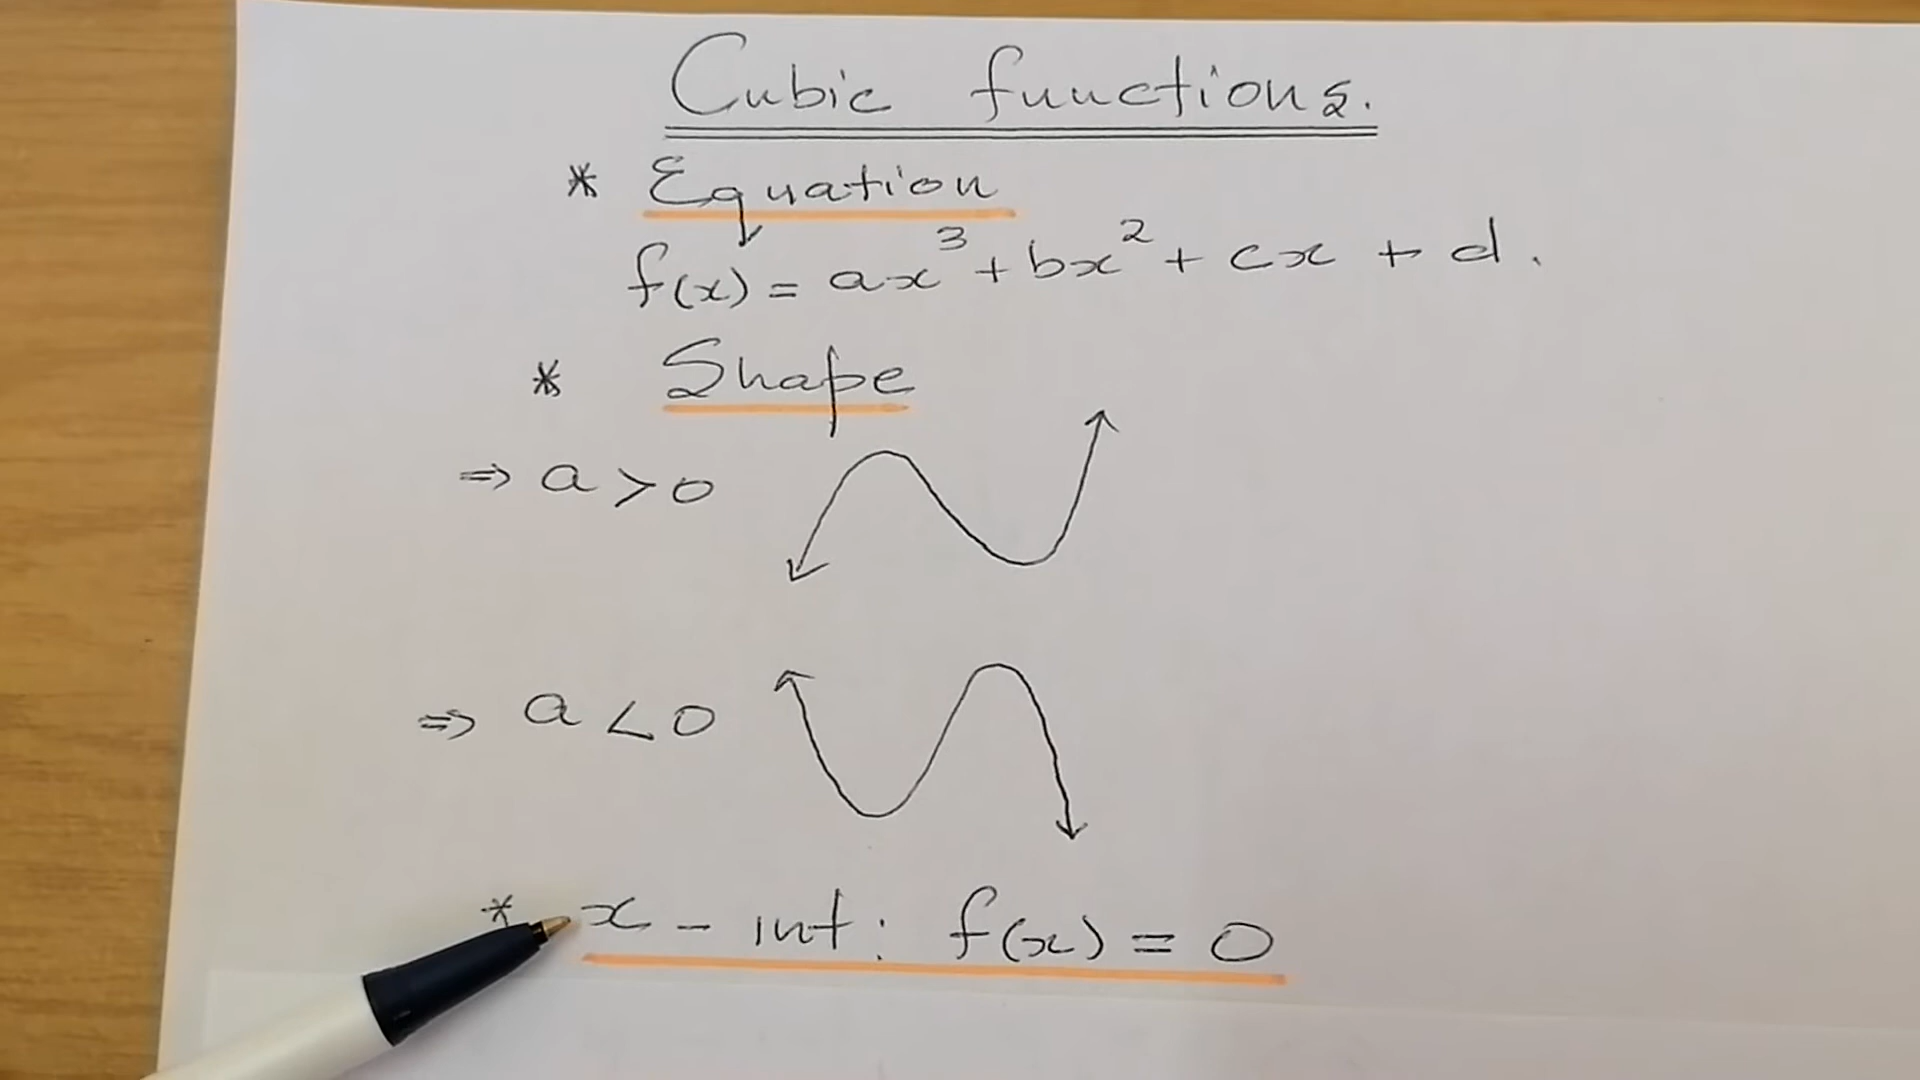 Cubic functions.
* Equation
f(x) = ax³ + bx² + cx + d.
* Shape
⇒ a > 0
⇒ a < 0
* x - int: f(x) = 0